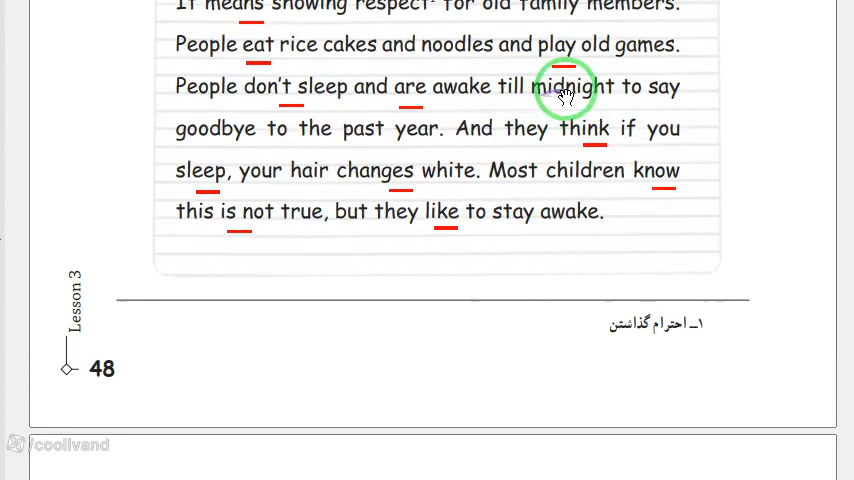 It means showing respect¹ for old family members.
People eat rice cakes and noodles and play old games.
People don't sleep and are awake till midnight to say
goodbye to the past year. And they think if you
sleep, your hair changes white. Most children know
this is not true, but they like to stay awake.
۱ـ احترام گذاشتن
Lesson 3
48
/coolivand